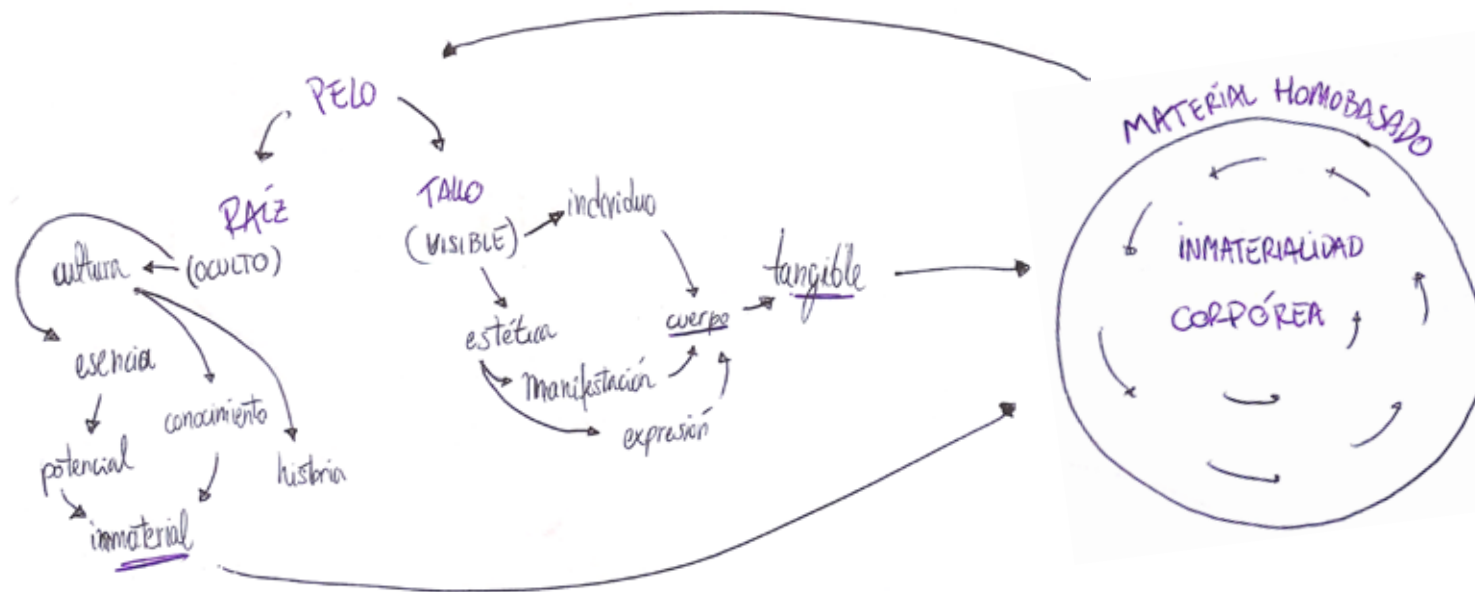 PELO
RAÍZ
(OCULTO)
cultura
esencia
potencial
conocimiento
historia
inmaterial
TALLO
(VISIBLE)
individuo
estética
manifestación
expresión
cuerpo
tangible
MATERIAL HOMOBASADO
INMATERIALIDAD
CORPÓREA